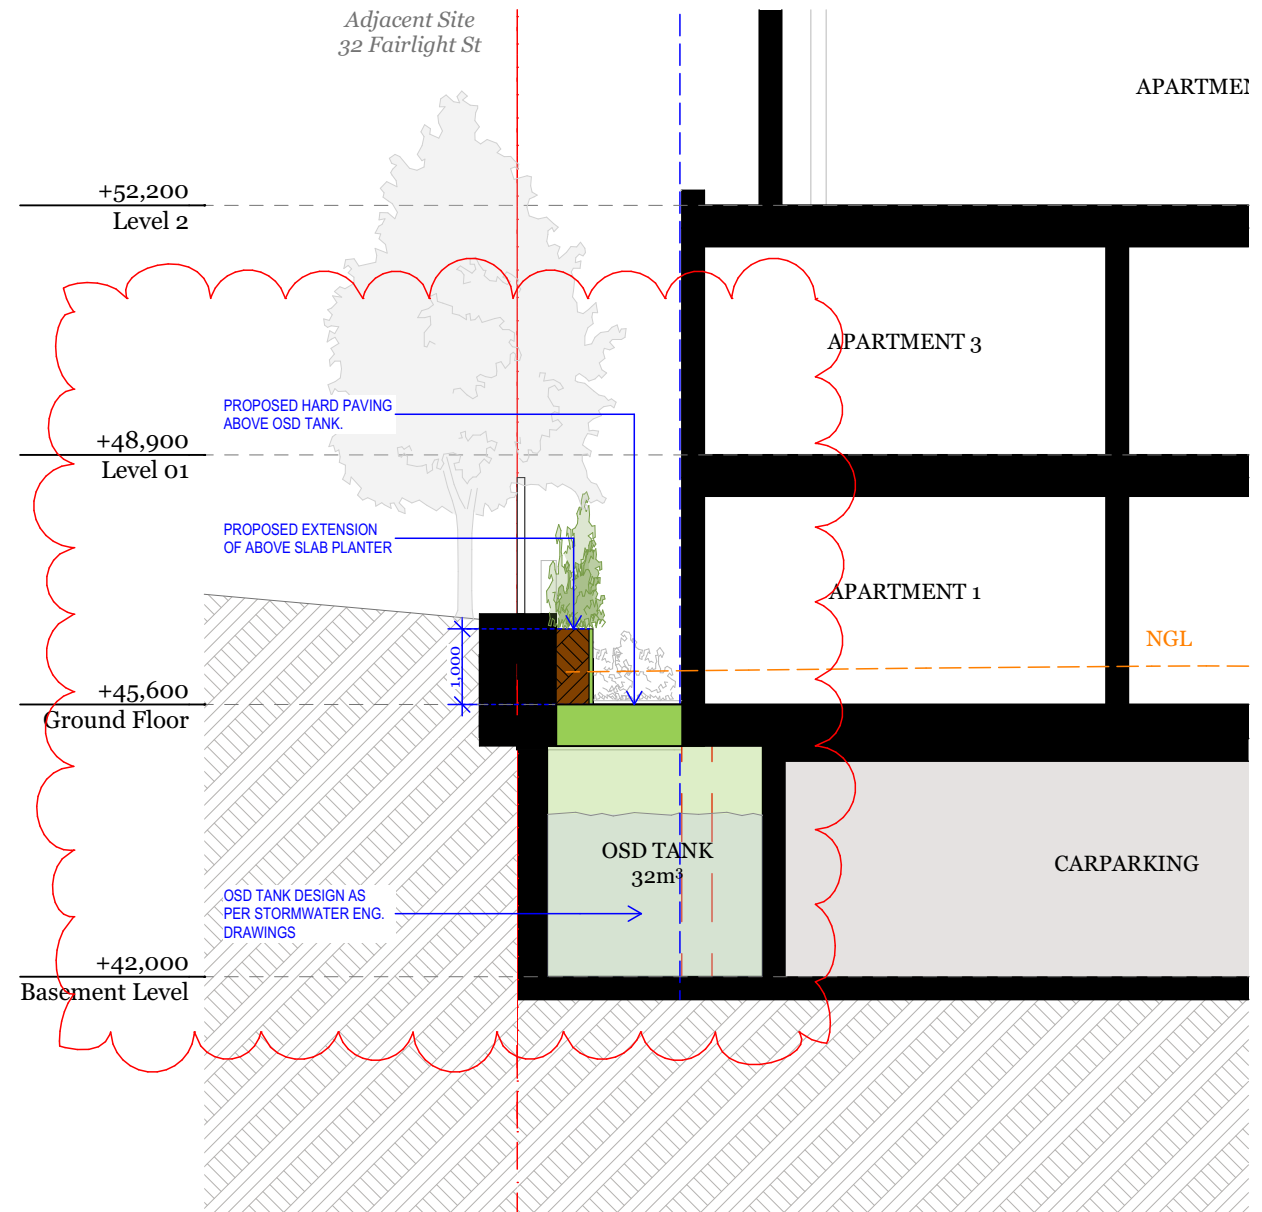 Adjacent Site
32 Fairlight St
APARTMEN
+52,200
Level 2
APARTMENT 3
PROPOSED HARD PAVING
ABOVE OSD TANK.
+48,900
Level 01
PROPOSED EXTENSION
OF ABOVE SLAB PLANTER
APARTMENT 1
NGL
1,000
+45,600
Ground Floor
OSD TANK
32m³
CARPARKING
OSD TANK DESIGN AS
PER STORMWATER ENG.
DRAWINGS
+42,000
Basement Level